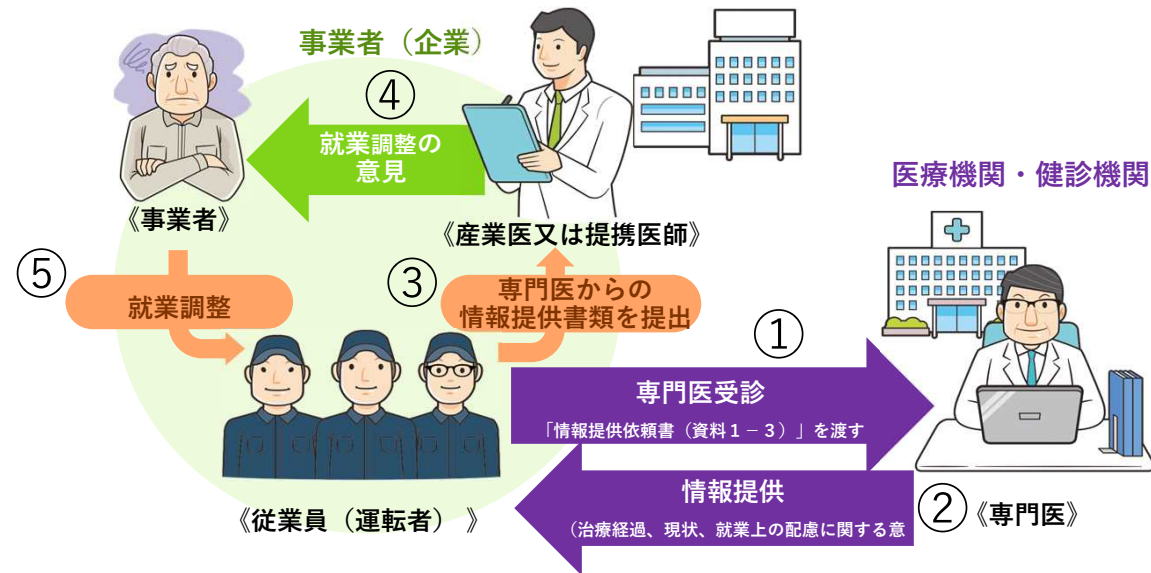 事業者（企業）
④
就業調整の
意見
医療機関・健診機関
《事業者》
《産業医又は提携医師》
⑤
就業調整
③
専門医からの
情報提供書類を提出
①
専門医受診
「情報提供依頼書（資料１－３）」を渡す
情報提供
（治療経過、現状、就業上の配慮に関する意
②
《専門医》
《従業員（運転者） 》